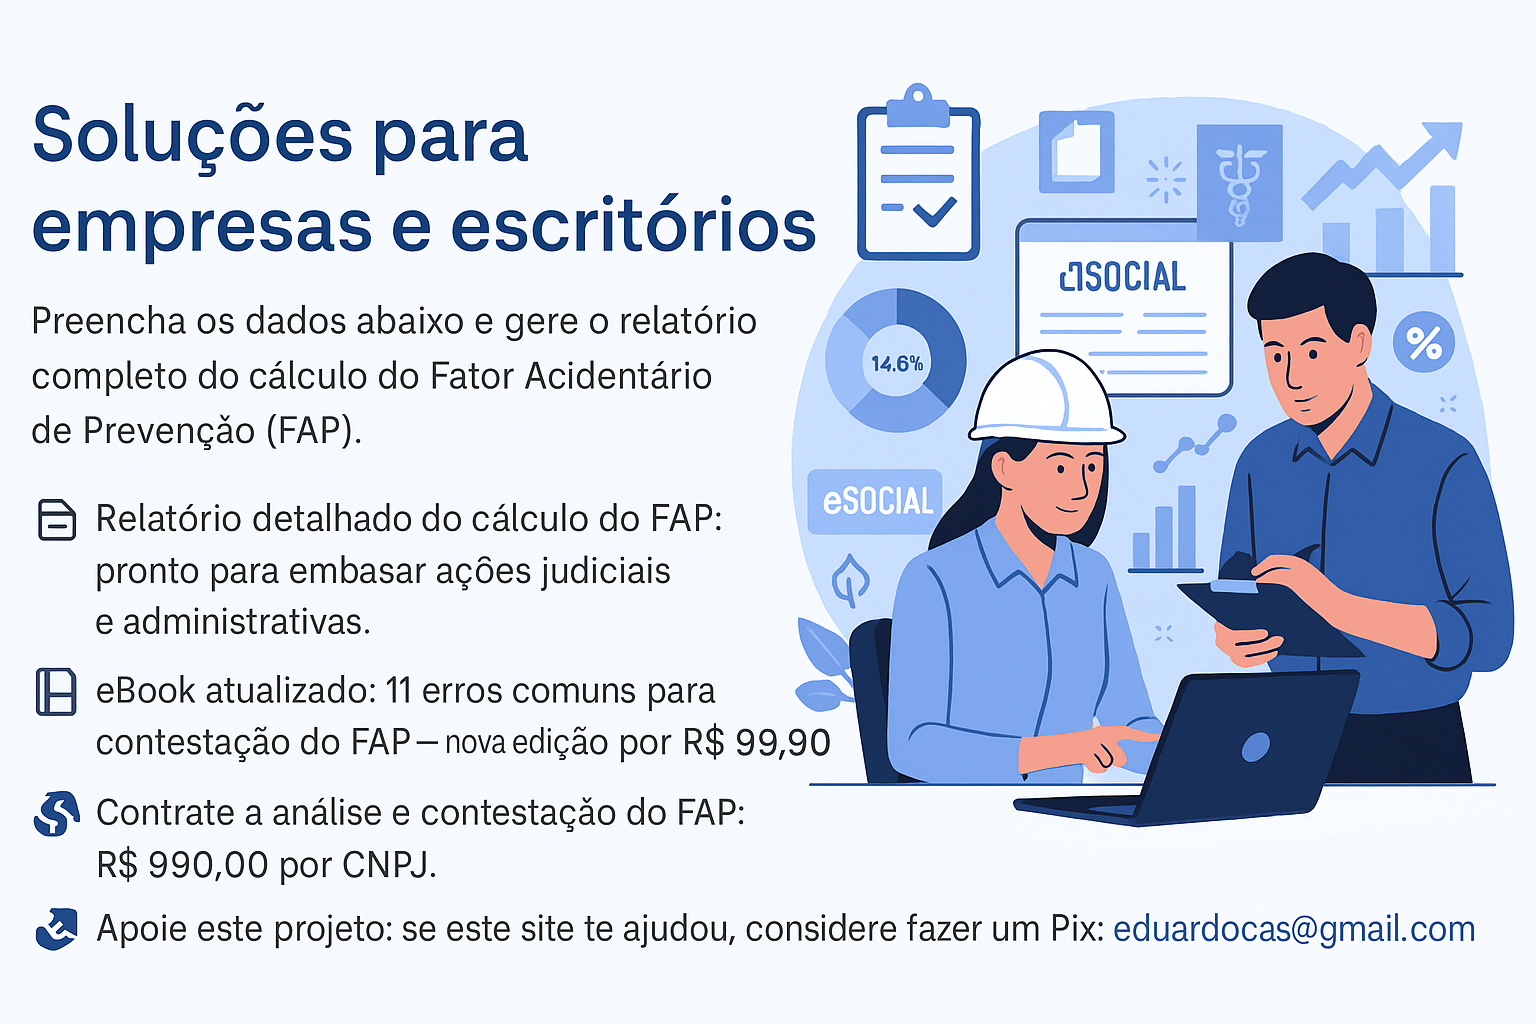 Soluções para
empresas e escritórios
Preencha os dados abaixo e gere o relatório
completo do cálculo do Fator Acidentário
de Prevenção (FAP).
Relatório detalhado do cálculo do FAP:
pronto para embasar ações judiciais
e administrativas.
eBook atualizado: 11 erros comuns para
contestação do FAP – nova edição por R$ 99,90
Contrate a análise e contestação do FAP:
R$ 990,00 por CNPJ.
Apoie este projeto: se este site te ajudou, considere fazer um Pix: eduardocas@gmail.com
SOCIAL
14.6%
%
eSOCIAL